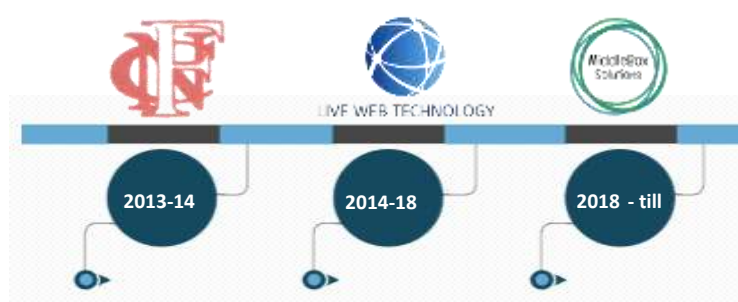 MiddleBox
Solutions
LIVE WEB TECHNOLOGY
2013-14
2014-18
2018 - till